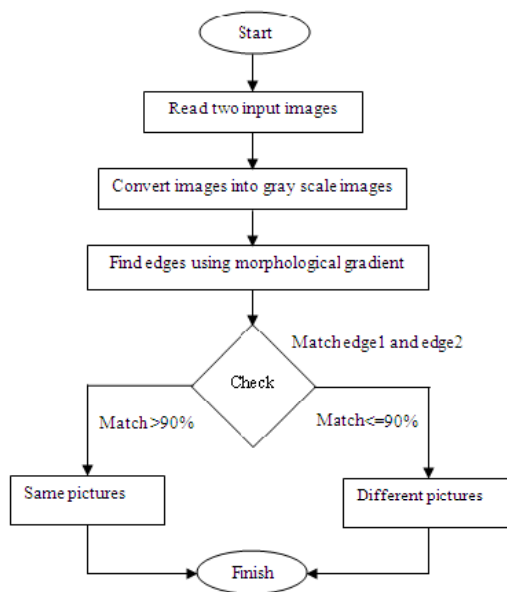 Start
Read two input images
Convert images into gray scale images
Find edges using morphological gradient
Match edge1 and edge2
Check
Match>90%
Match<=90%
Same pictures
Different pictures
Finish